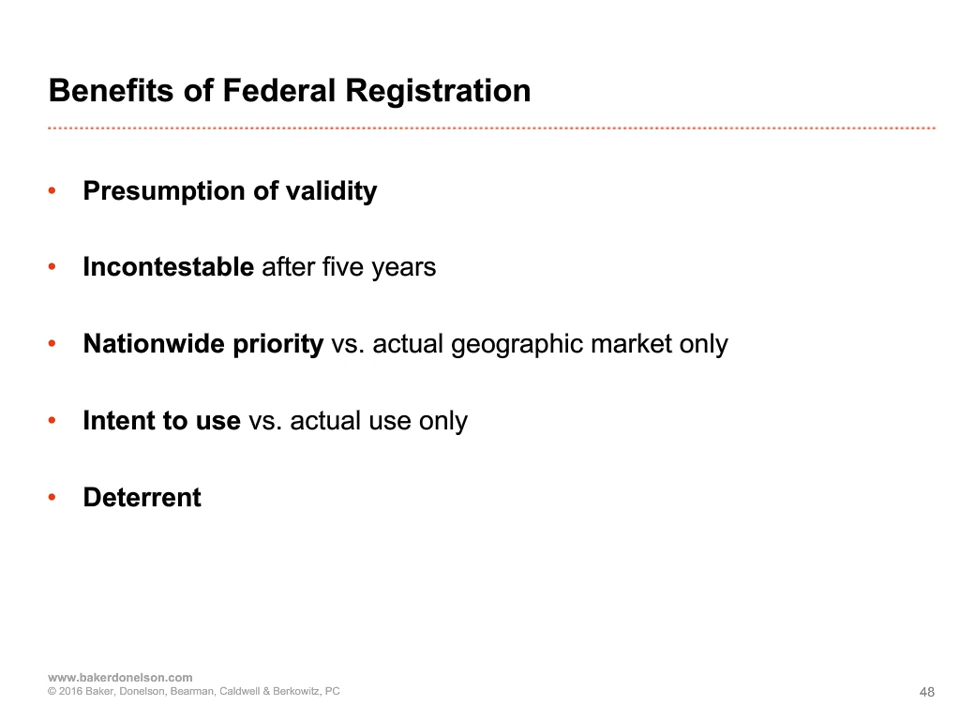 Benefits of Federal Registration
• Presumption of validity
• Incontestable after five years
• Nationwide priority vs. actual geographic market only
• Intent to use vs. actual use only
• Deterrent
www.bakerdonelson.com
© 2016 Baker, Donelson, Bearman, Caldwell & Berkowitz, PC
48